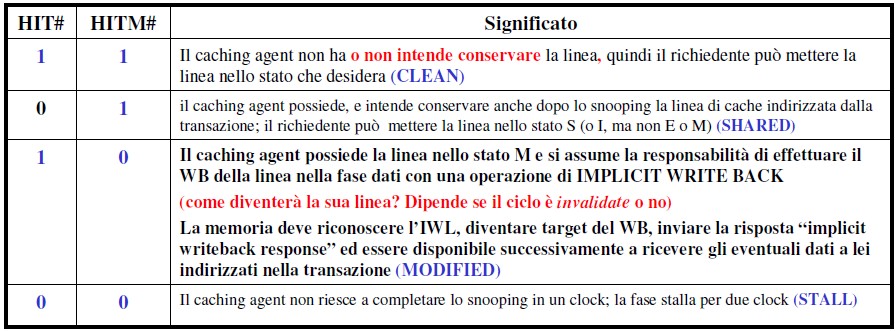 HIT# HITM# Significato
1 1 Il caching agent non ha o non intende conservare la linea, quindi il richiedente può mettere la
linea nello stato che desidera (CLEAN)
0 1 il caching agent possiede, e intende conservare anche dopo lo snooping la linea di cache indirizzata dalla
transazione; il richiedente può mettere la linea nello stato S (o I, ma non E o M) (SHARED)
1 0 Il caching agent possiede la linea nello stato M e si assume la responsabilità di effettuare il
WB della linea nella fase dati con una operazione di IMPLICIT WRITE BACK
(come diventerà la sua linea? Dipende se il ciclo è invalidate o no)
La memoria deve riconoscere l'IWL, diventare target del WB, inviare la risposta “implicit
writeback response” ed essere disponibile successivamente a ricevere gli eventuali dati a lei
indirizzati nella transazione (MODIFIED)
0 0 Il caching agent non riesce a completare lo snooping in un clock; la fase stalla per due clock (STALL)